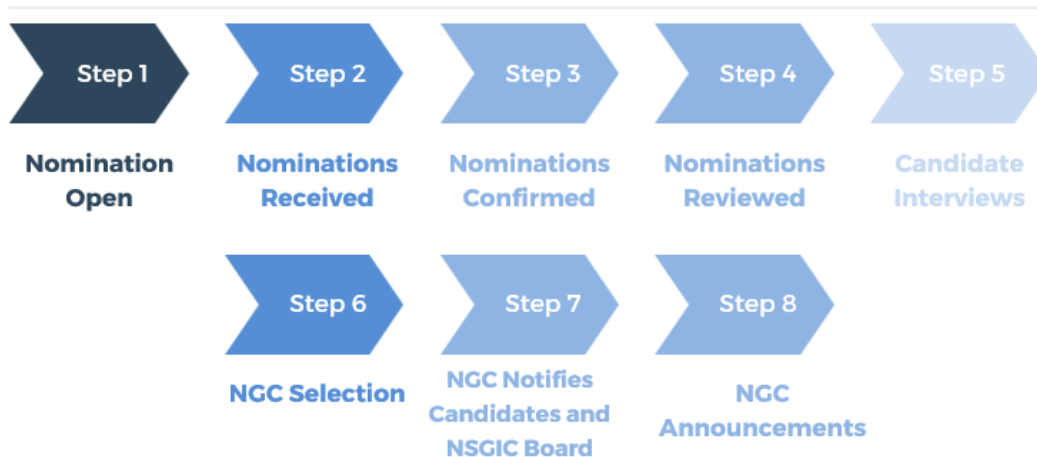 Step 1
Nomination
Open
Step 2
Nominations
Received
Step 3
Nominations
Confirmed
Step 4
Nominations
Reviewed
Step 5
Candidate
Interviews
Step 6
NGC Selection
Step 7
NGC Notifies
Candidates and
NSGIC Board
Step 8
NGC
Announcements